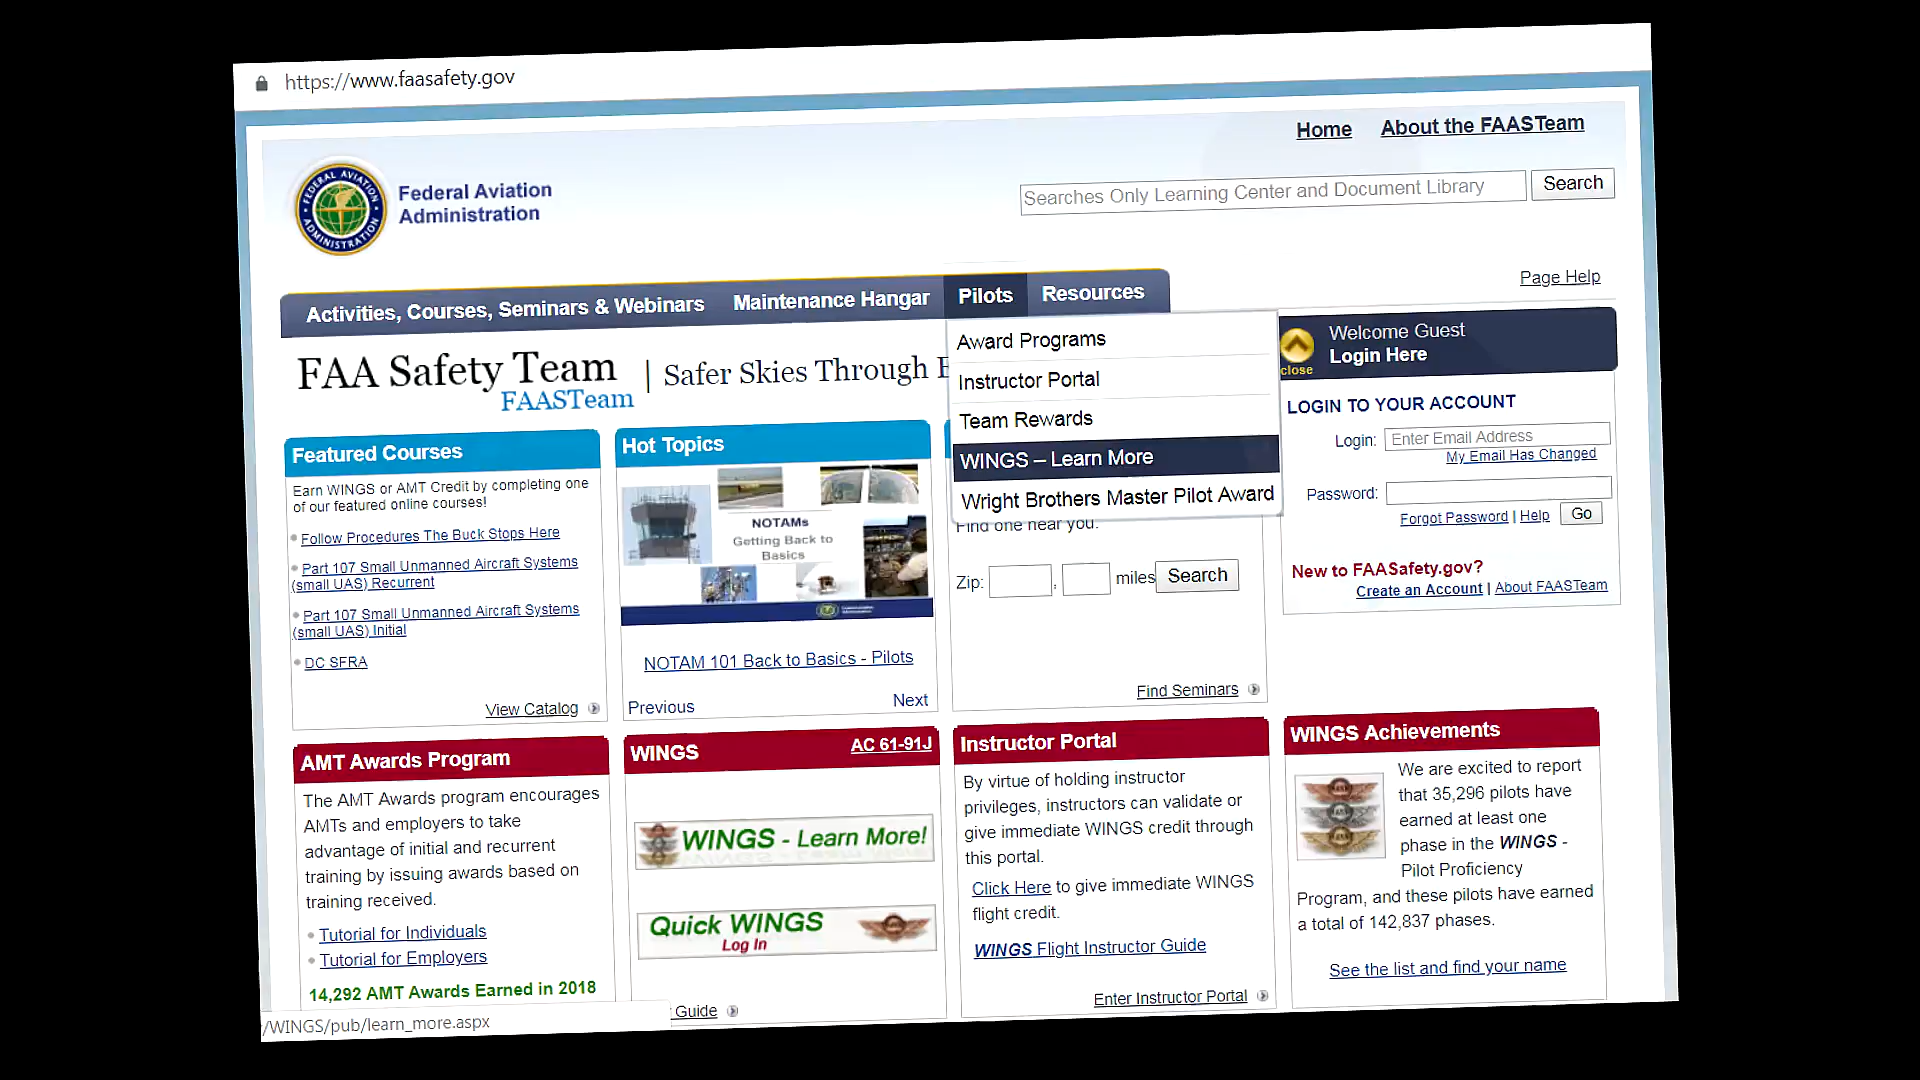 https://www.faasafety.gov
Home About the FAASTeam
Federal Aviation
Administration
Searches Only Learning Center and Document Library Search
Page Help
Activities, Courses, Seminars & Webinars Maintenance Hangar Pilots Resources
Award Programs
Instructor Portal
Team Rewards
WINGS – Learn More
Wright Brothers Master Pilot Award
FAA Safety Team | Safer Skies Through
FAASTeam
Welcome Guest
Login Here
close
LOGIN TO YOUR ACCOUNT
Login: Enter Email Address
My Email Has Changed
Password:
Forgot Password | Help Go
New to FAASafety.gov?
Create an Account | About FAASTeam
Featured Courses
Earn WINGS or AMT Credit by completing one
of our featured online courses!
Follow Procedures The Buck Stops Here
Part 107 Small Unmanned Aircraft Systems
(small UAS) Recurrent
Part 107 Small Unmanned Aircraft Systems
(small UAS) Initial
DC SFRA
View Catalog
Hot Topics
NOTAMs
Getting Back to
Basics
NOTAM 101 Back to Basics - Pilots
Previous Next
Find one near you:
Zip: , miles Search
Find Seminars
AMT Awards Program
The AMT Awards program encourages
AMTs and employers to take
advantage of initial and recurrent
training by issuing awards based on
training received.
Tutorial for Individuals
Tutorial for Employers
14,292 AMT Awards Earned in 2018
WINGS AC 61-91J
WINGS - Learn More!
Quick WINGS
Log In
Guide
Instructor Portal
By virtue of holding instructor
privileges, instructors can validate or
give immediate WINGS credit through
this portal.
Click Here to give immediate WINGS
flight credit.
WINGS Flight Instructor Guide
Enter Instructor Portal
WINGS Achievements
We are excited to report
that 35,296 pilots have
earned at least one
phase in the WINGS -
Pilot Proficiency
Program, and these pilots have earned
a total of 142,837 phases.
See the list and find your name
/WINGS/pub/learn_more.aspx